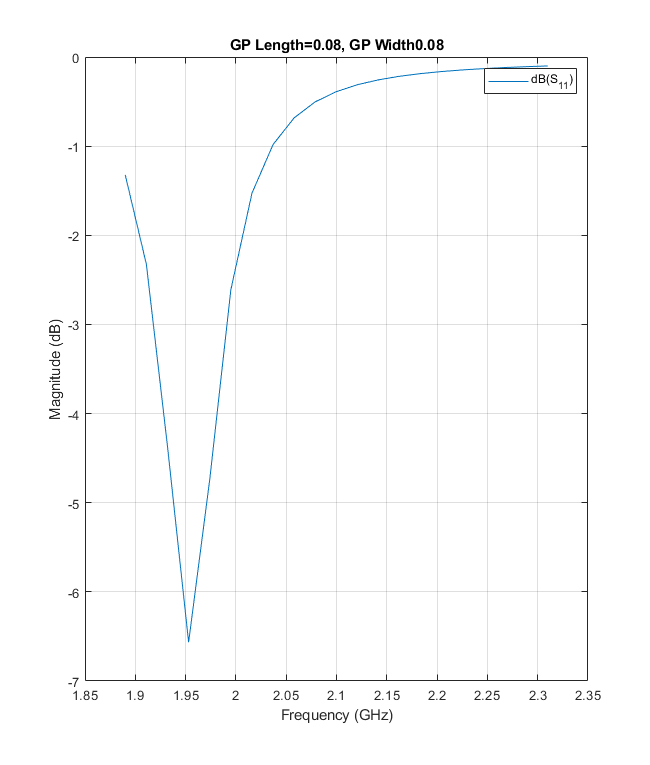 GP Length=0.08, GP Width0.08
dB(S11)
0
-1
-2
-3
-4
-5
-6
-7
Magnitude (dB)
1.85 1.9 1.95 2 2.05 2.1 2.15 2.2 2.25 2.3 2.35
Frequency (GHz)